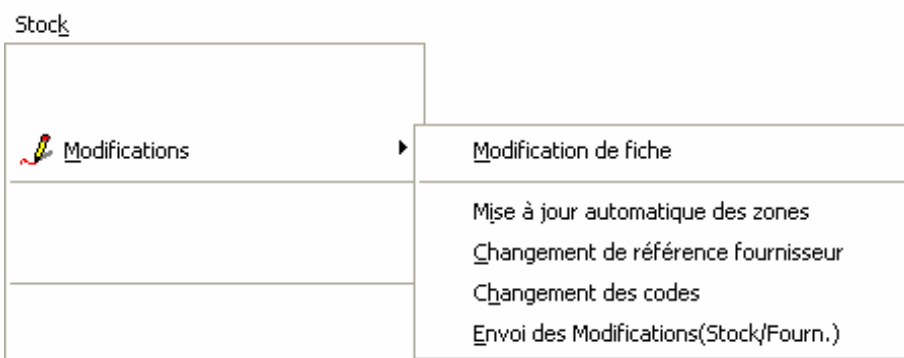 Stock
Modifications
Modification de fiche
Mise à jour automatique des zones
Changement de référence fournisseur
Changement des codes
Envoi des Modifications(Stock/Fourn.)